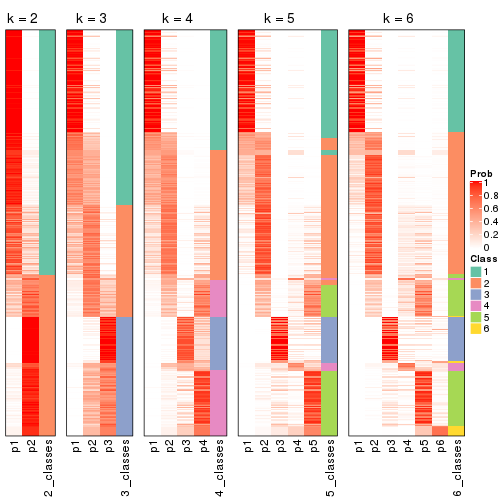 k = 2
k = 3
k = 4
k = 5
k = 6
p1
p2
2_classes
p1
p2
p3
3_classes
p1
p2
p3
p4
4_classes
p1
p2
p3
p4
p5
5_classes
p1
p2
p3
p4
p5
p6
6_classes
Prob
1
0.8
0.6
0.4
0.2
0
Class
1
2
3
4
5
6